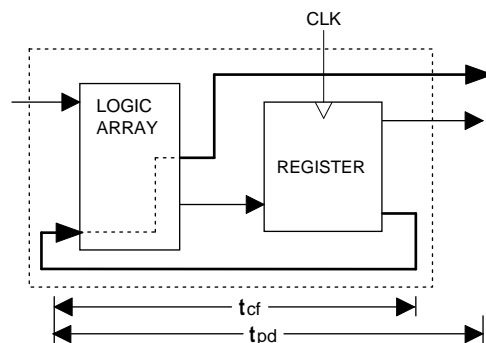 CLK
LOGIC
ARRAY
REGISTER
tcf
tpd